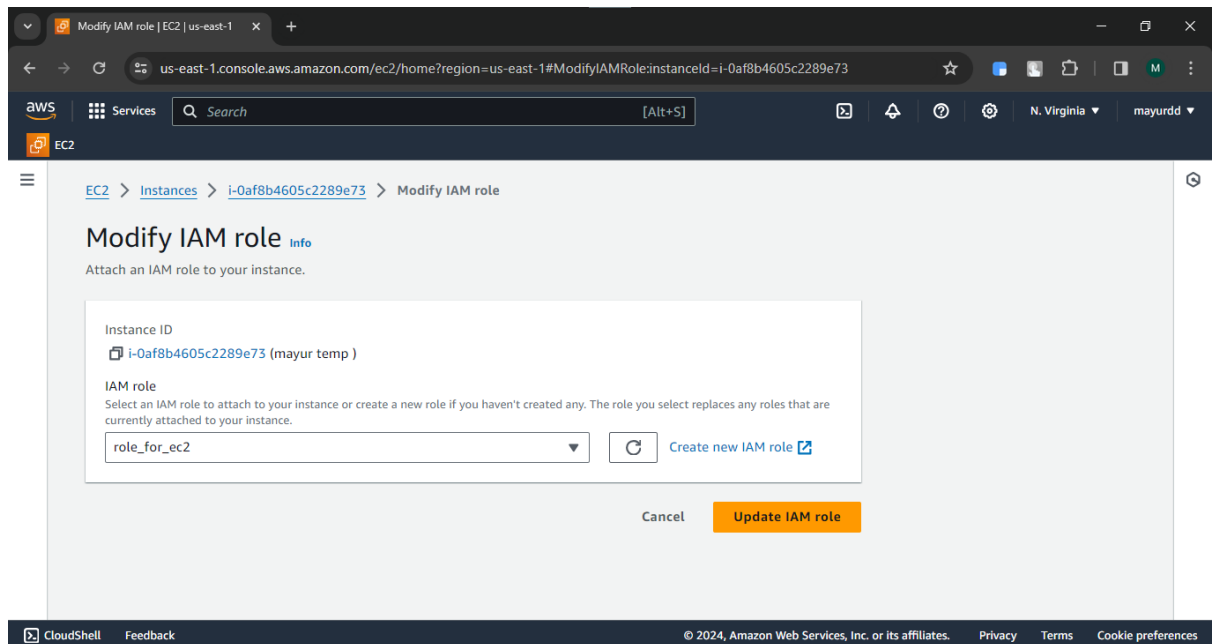 Modify IAM role | EC2 | us-east-1
us-east-1.console.aws.amazon.com/ec2/home?region=us-east-1#ModifyIAMRole:instanceId=i-0af8b4605c2289e73
M
aws
Services
Search
[Alt+S]
N. Virginia
mayurdd
EC2
EC2 > Instances > i-0af8b4605c2289e73 > Modify IAM role
Modify IAM role Info
Attach an IAM role to your instance.
Instance ID
i-0af8b4605c2289e73 (mayur temp )
IAM role
Select an IAM role to attach to your instance or create a new role if you haven't created any. The role you select replaces any roles that are
currently attached to your instance.
role_for_ec2
Create new IAM role
Cancel
Update IAM role
CloudShell
Feedback
© 2024, Amazon Web Services, Inc. or its affiliates.
Privacy
Terms
Cookie preferences